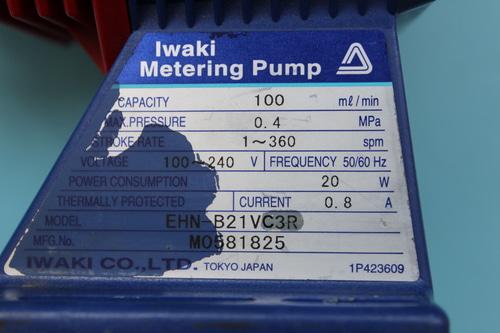 Iwaki
Metering Pump
CAPACITY 100 mℓ/min
MAX.PRESSURE 0.4 MPa
STROKE RATE 1~360 spm
VOLTAGE 100~240 V FREQUENCY 50/60 Hz
POWER CONSUMPTION 20 W
THERMALLY PROTECTED CURRENT 0.8 A
MODEL EHN-B21VC3R
MFG.No. M0581825
IWAKI CO.,LTD. TOKYO JAPAN 1P423609